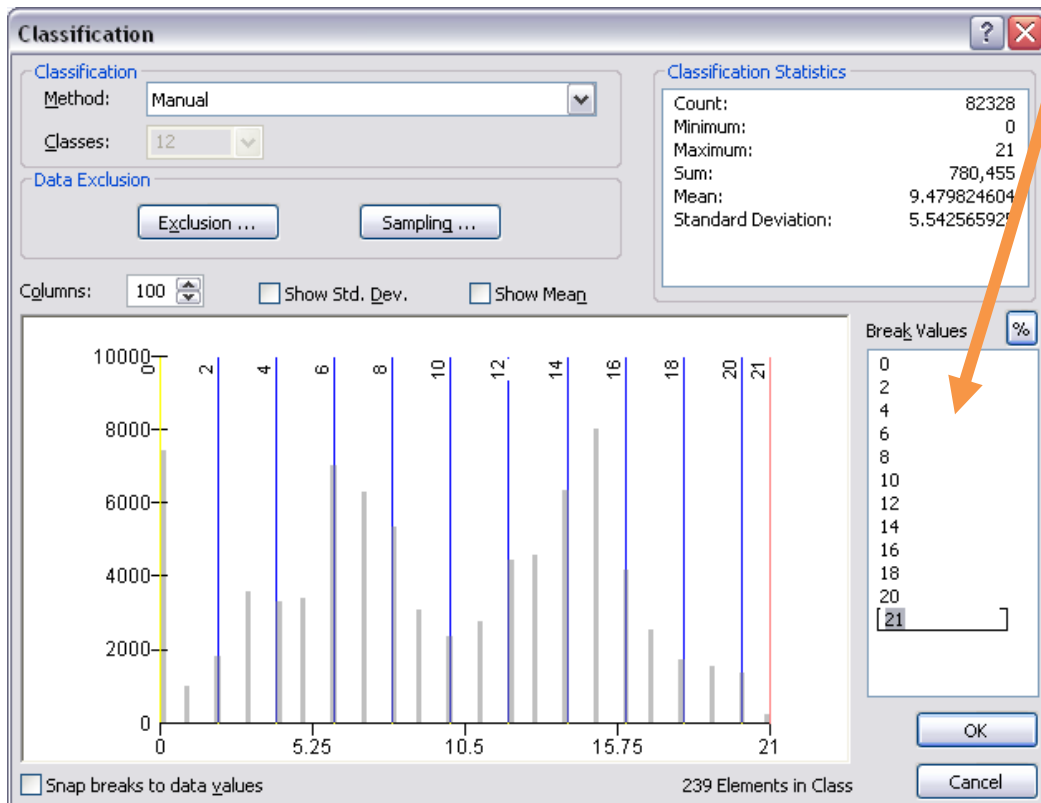 Classification
Classification
Method: Manual
Classes: 12
Data Exclusion
Exclusion ...
Sampling ...
Classification Statistics
Count: 82328
Minimum: 0
Maximum: 21
Sum: 780,455
Mean: 9.479824604
Standard Deviation: 5.542565925
Columns: 100
Show Std. Dev.
Show Mean
Break Values
%
0
2
4
6
8
10
12
14
16
18
20
21
10000
8000
6000
4000
2000
0
0
2
4
6
8
10
12
14
16
18
20
21
0
5.25
10.5
15.75
21
OK
Snap breaks to data values
239 Elements in Class
Cancel